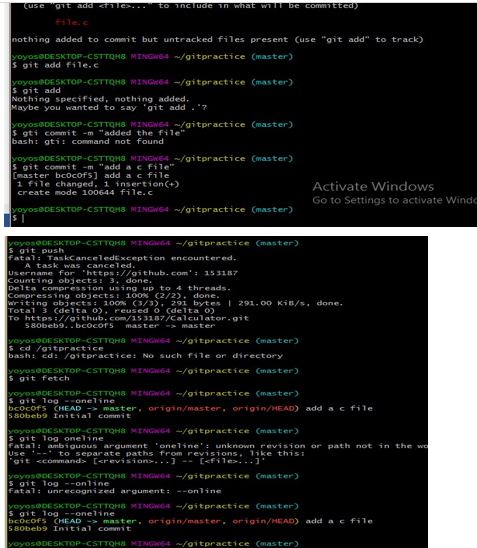 (use "git add <file>..." to include in what will be committed)
file.c
nothing added to commit but untracked files present (use "git add" to track)
yoyos@DESKTOP-CSTTQH8 MINGW64 ~/gitpractice (master)
$ git add file.c
yoyos@DESKTOP-CSTTQH8 MINGW64 ~/gitpractice (master)
$ git add
Nothing specified, nothing added.
Maybe you wanted to say 'git add .'?
yoyos@DESKTOP-CSTTQH8 MINGW64 ~/gitpractice (master)
$ gti commit -m "added the file"
bash: gti: command not found
yoyos@DESKTOP-CSTTQH8 MINGW64 ~/gitpractice (master)
$ git commit -m "add a c file"
[master bc0c0f5] add a c file
1 file changed, 1 insertion(+)
create mode 100644 file.c
Activate Windows
Go to Settings to activate Windo
yoyos@DESKTOP-CSTTQH8 MINGW64 ~/gitpractice (master)
$
yoyos@DESKTOP-CSTTQH8 MINGW64 ~/gitpractice (master)
$ git push
fatal: TaskCanceledException encountered.
A task was canceled.
Username for 'https://github.com': 153187
Counting objects: 3, done.
Delta compression using up to 4 threads.
Compressing objects: 100% (2/2), done.
Writing objects: 100% (3/3), 291 bytes | 291.00 KiB/s, done.
Total 3 (delta 0), reused 0 (delta 0)
To https://github.com/153187/Calculator.git
580beb9..bc0c0f5 master -> master
yoyos@DESKTOP-CSTTQH8 MINGW64 ~/gitpractice (master)
$ cd /gitpractice
bash: cd: /gitpractice: No such file or directory
yoyos@DESKTOP-CSTTQH8 MINGW64 ~/gitpractice (master)
$ git fetch
yoyos@DESKTOP-CSTTQH8 MINGW64 ~/gitpractice (master)
$ git log --oneline
bc0c0f5 (HEAD -> master, origin/master, origin/HEAD) add a c file
580beb9 Initial commit
yoyos@DESKTOP-CSTTQH8 MINGW64 ~/gitpractice (master)
$ git log oneline
fatal: ambiguous argument 'oneline': unknown revision or path not in the wo
Use '--' to separate paths from revisions, like this:
'git <command> [<revision>...] -- [<file>...]'
yoyos@DESKTOP-CSTTQH8 MINGW64 ~/gitpractice (master)
$ git log --online
fatal: unrecognized argument: --online
yoyos@DESKTOP-CSTTQH8 MINGW64 ~/gitpractice (master)
$ git log --oneline
bc0c0f5 (HEAD -> master, origin/master, origin/HEAD) add a c file
580beb9 Initial commit
yoyos@DESKTOP-CSTTQH8 MINGW64 ~/gitpractice (master)